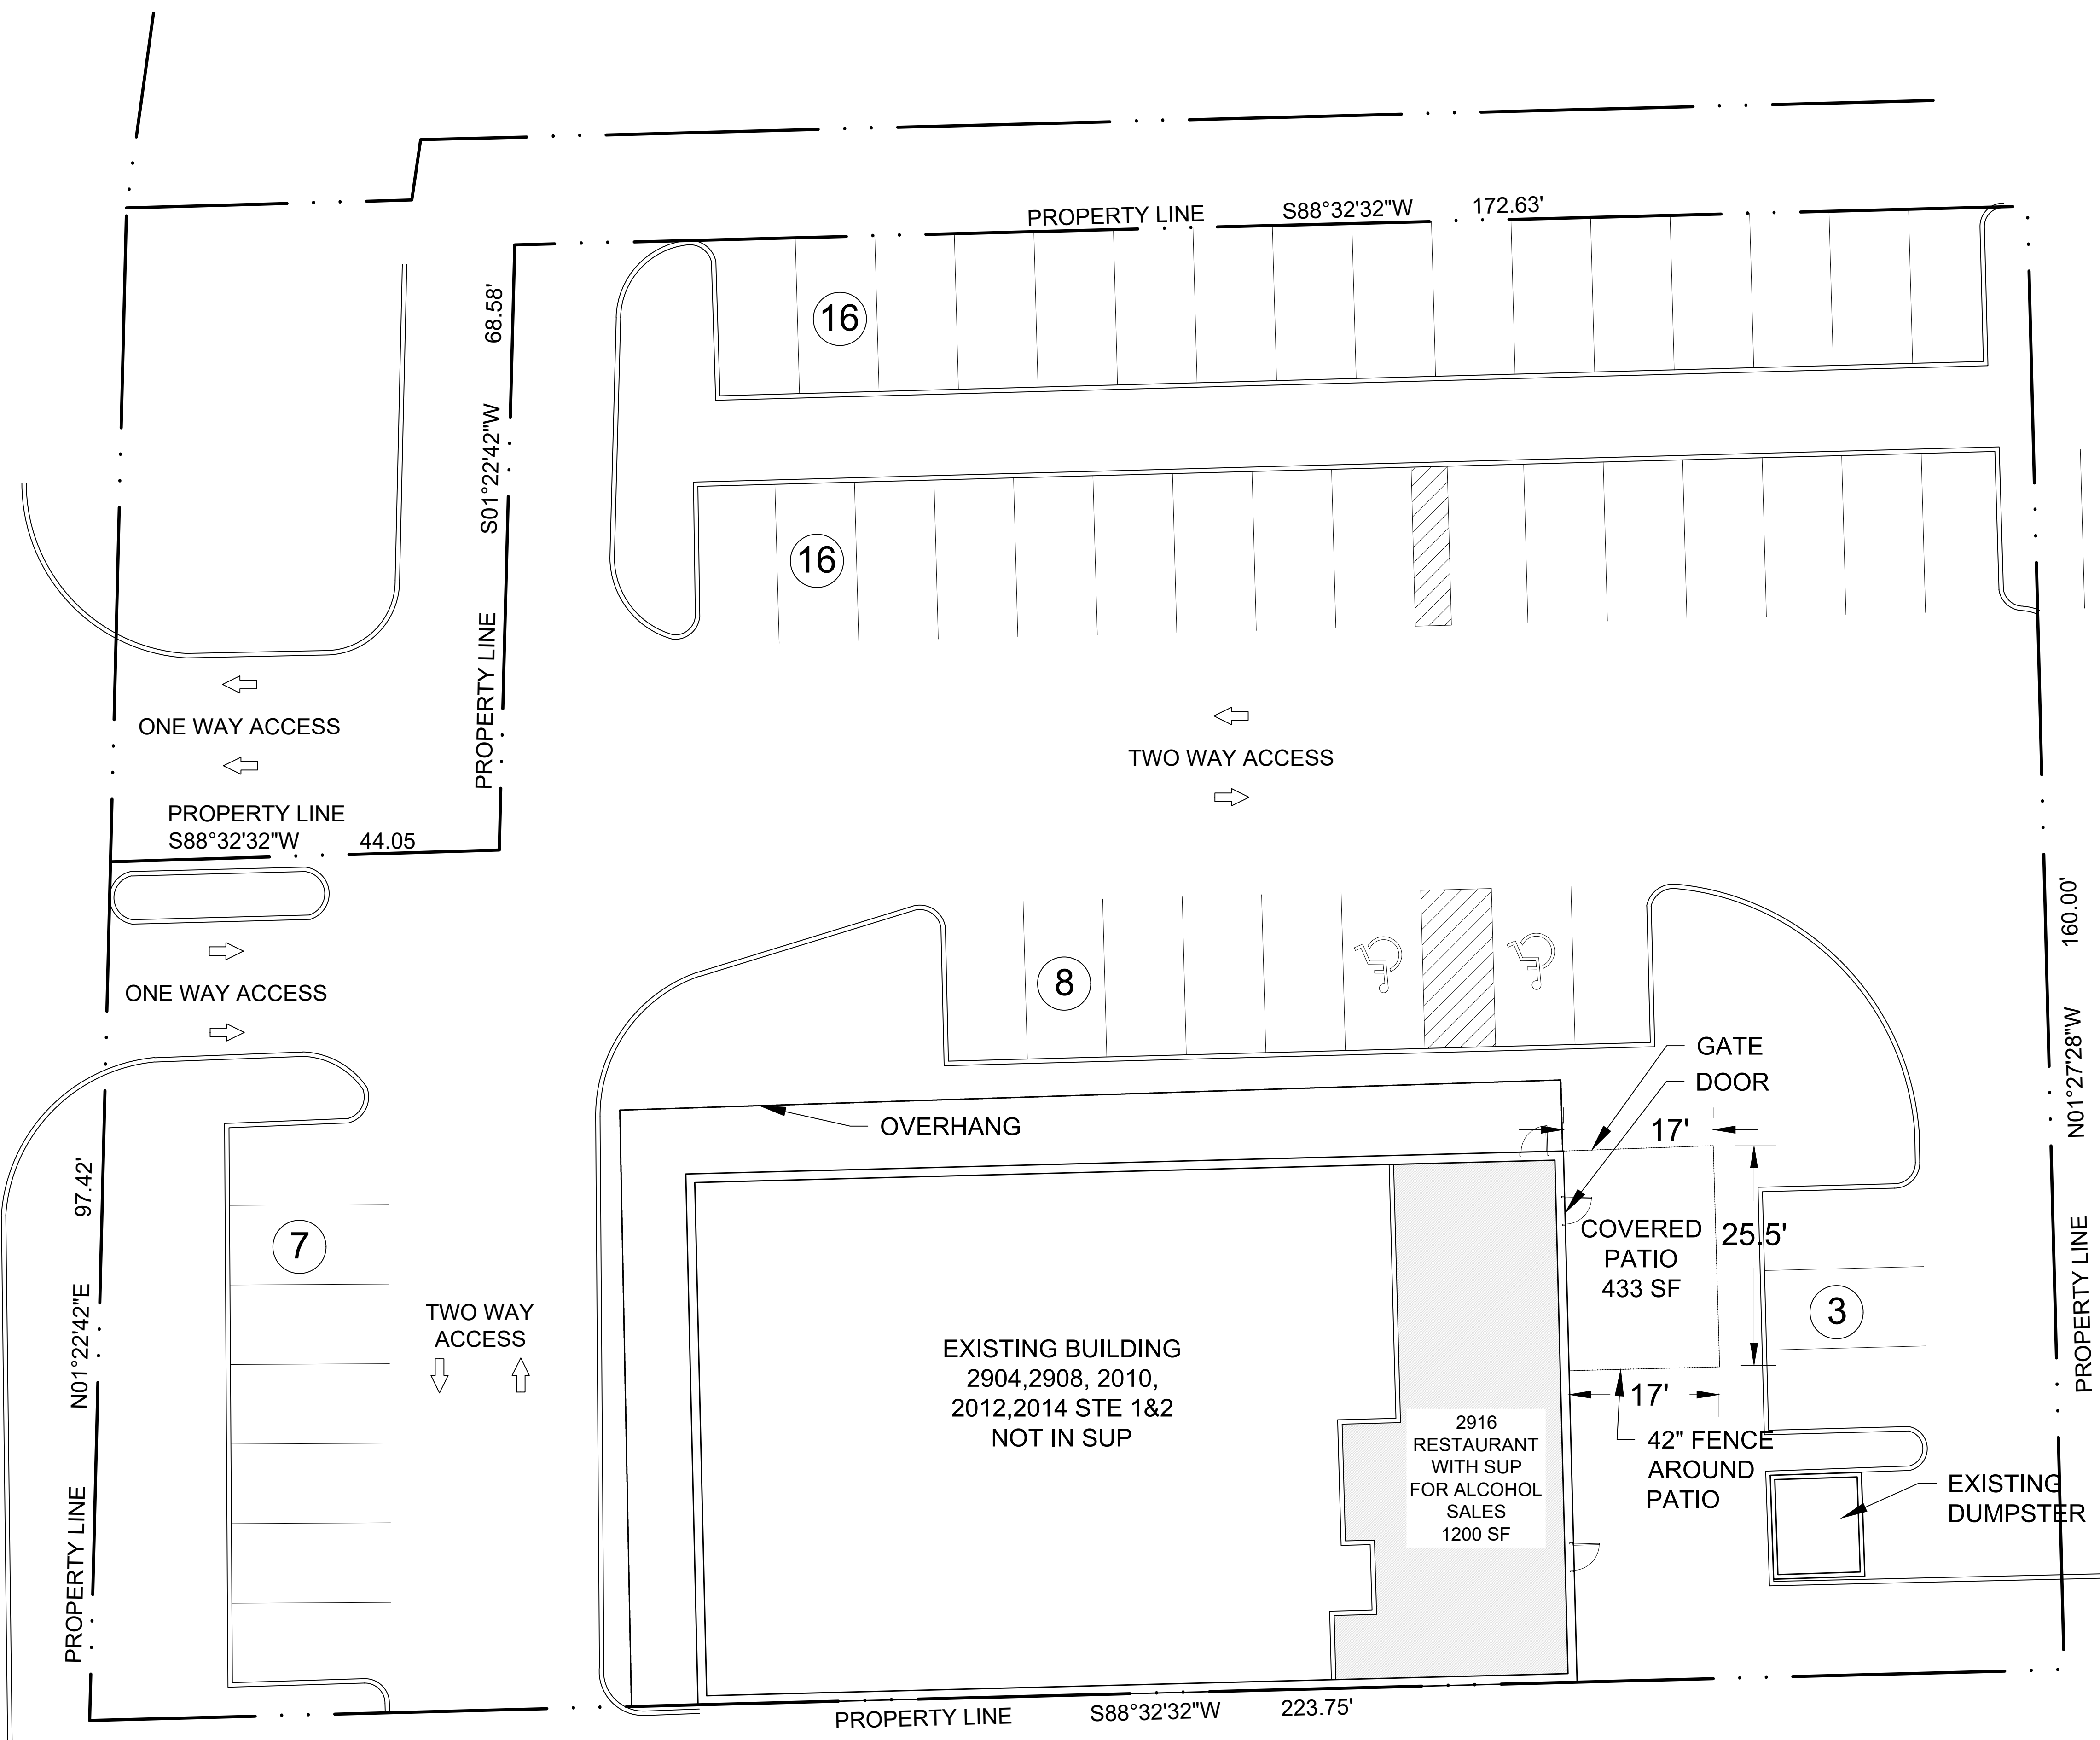 PROPERTY LINE S88°32'32"W 172.63'
16
68.58'
S01°22'42"W
PROPERTY LINE
16
ONE WAY ACCESS
TWO WAY ACCESS
PROPERTY LINE
S88°32'32"W 44.05
160.00'
N01°27'28"W
PROPERTY LINE
ONE WAY ACCESS
8
GATE
DOOR
OVERHANG
17'
97.42'
N01°22'42"E
PROPERTY LINE
7
COVERED
PATIO
433 SF
25.5'
3
TWO WAY
ACCESS
EXISTING BUILDING
2904,2908, 2010,
2012,2014 STE 1&2
NOT IN SUP
17'
2916
RESTAURANT
WITH SUP
FOR ALCOHOL
SALES
1200 SF
42" FENCE
AROUND
PATIO
EXISTING
DUMPSTER
PROPERTY LINE S88°32'32"W 223.75'